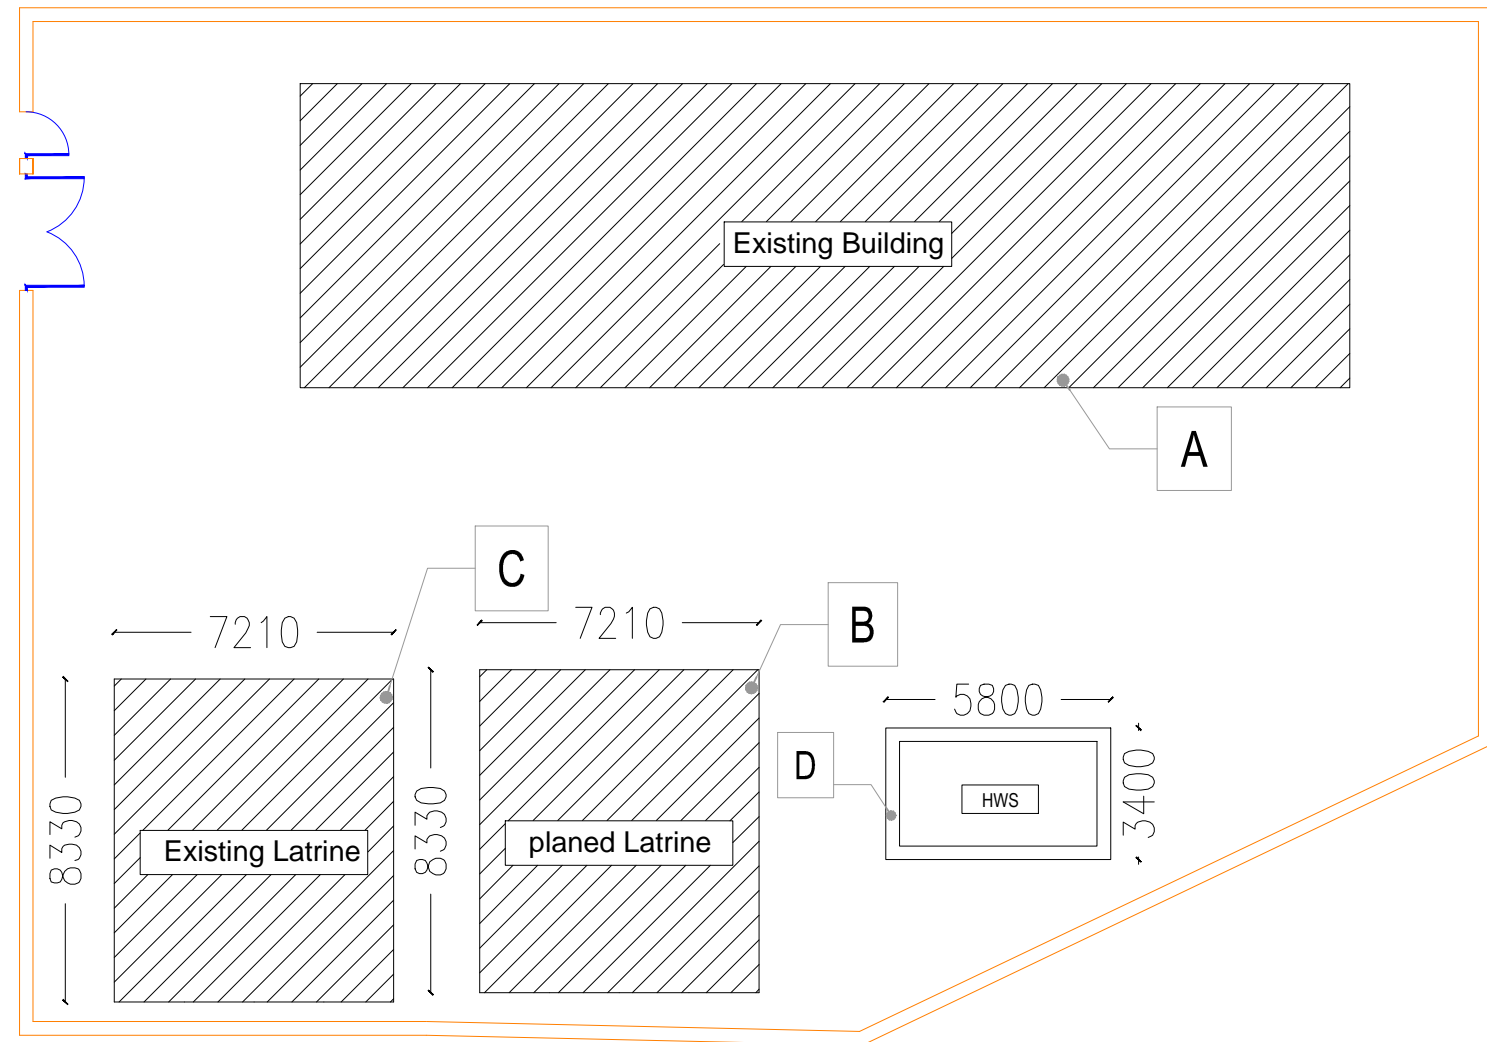 Existing Building
A
C
7210
7210
B
5800
D
HWS
3400
8330
Existing Latrine
8330
planed Latrine